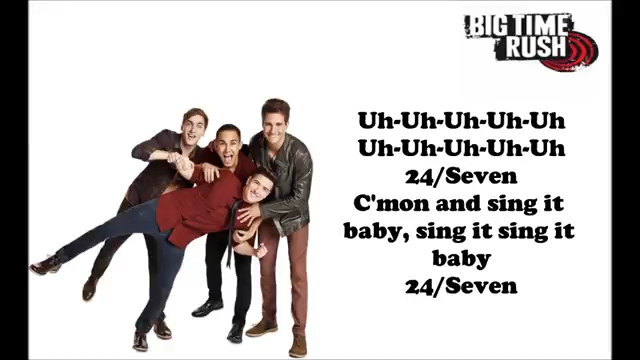 BIG TIME
RUSH
Uh-Uh-Uh-Uh-Uh
Uh-Uh-Uh-Uh-Uh
24/Seven
C'mon and sing it
baby, sing it sing it
baby
24/Seven